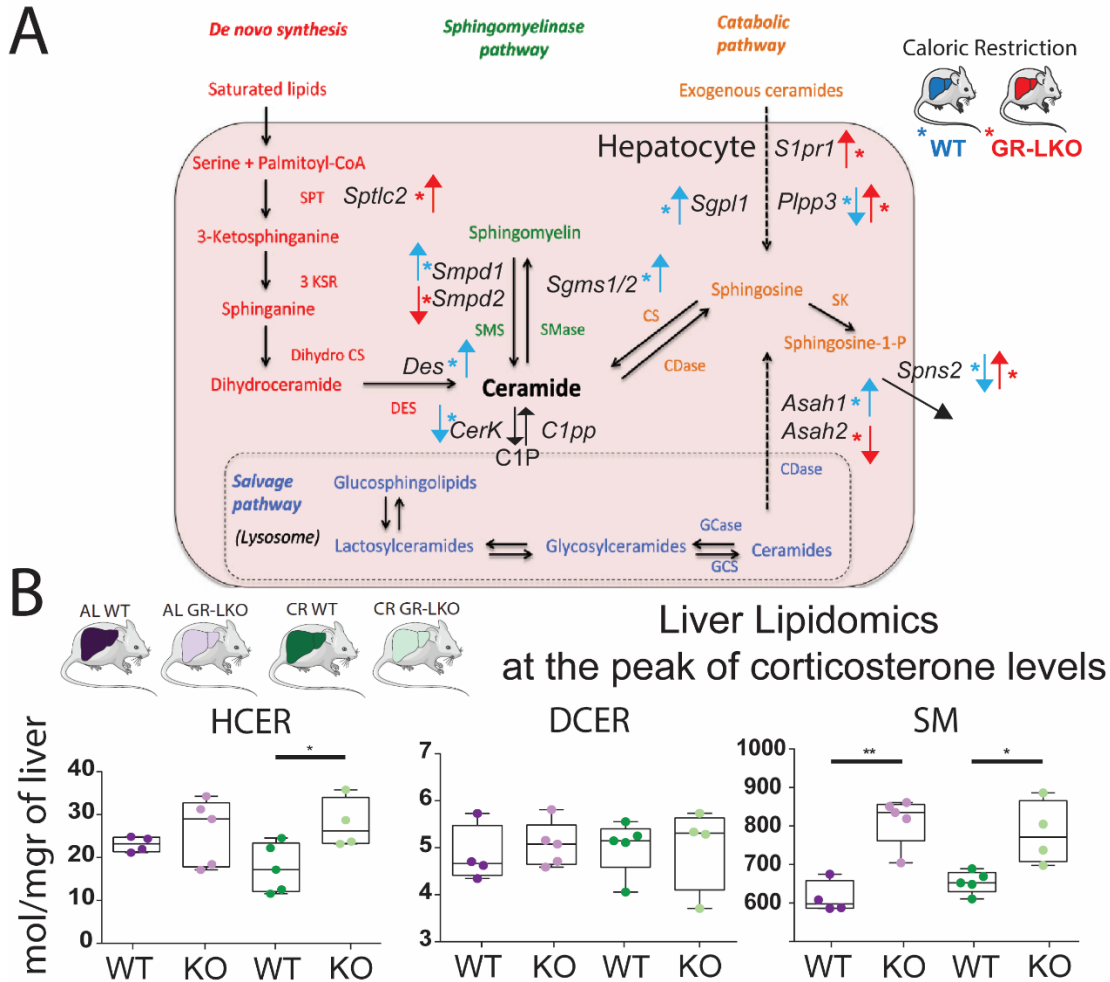 A
De novo synthesis
Sphingomyelinase
pathway
Catabolic
pathway
Caloric Restriction
*WT
*GR-LKO
Saturated lipids
Exogenous ceramides
Hepatocyte
S1pr1 *
Serine + Palmitoyl-CoA
SPT
Sptlc2 *
* Sgpl1
Plpp3 * *
3-Ketosphinganine
Sphingomyelin
3 KSR
*Smpd1
*Smpd2
Sgms1/2 *
Sphingosine
SK
Sphinganine
SMS
SMase
CS
CDase
Sphingosine-1-P
Dihydro CS
Des *
Spns2 * *
Dihydroceramide
Ceramide
DES
*CerK
C1pp
Asah1 *
Asah2 *
C1P
CDase
Salvage
pathway
(Lysosome)
Glucosphingolipids
Lactosylceramides
Glycosylceramides
GCase
GCS
Ceramides
B
AL WT
AL GR-LKO
CR WT
CR GR-LKO
Liver Lipidomics
at the peak of corticosterone levels
mol/mgr of liver
HCER
*
40
30
20
10
0
WT
KO
WT
KO
DCER
7
6
5
4
3
WT
KO
WT
KO
SM
**
*
1000
900
800
700
600
WT
KO
WT
KO